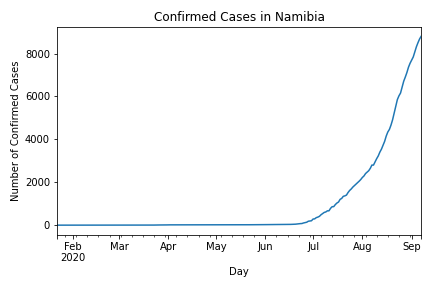 Confirmed Cases in Namibia
Number of Confirmed Cases
8000
6000
4000
2000
0
Feb Mar Apr May Jun Jul Aug Sep
2020
Day